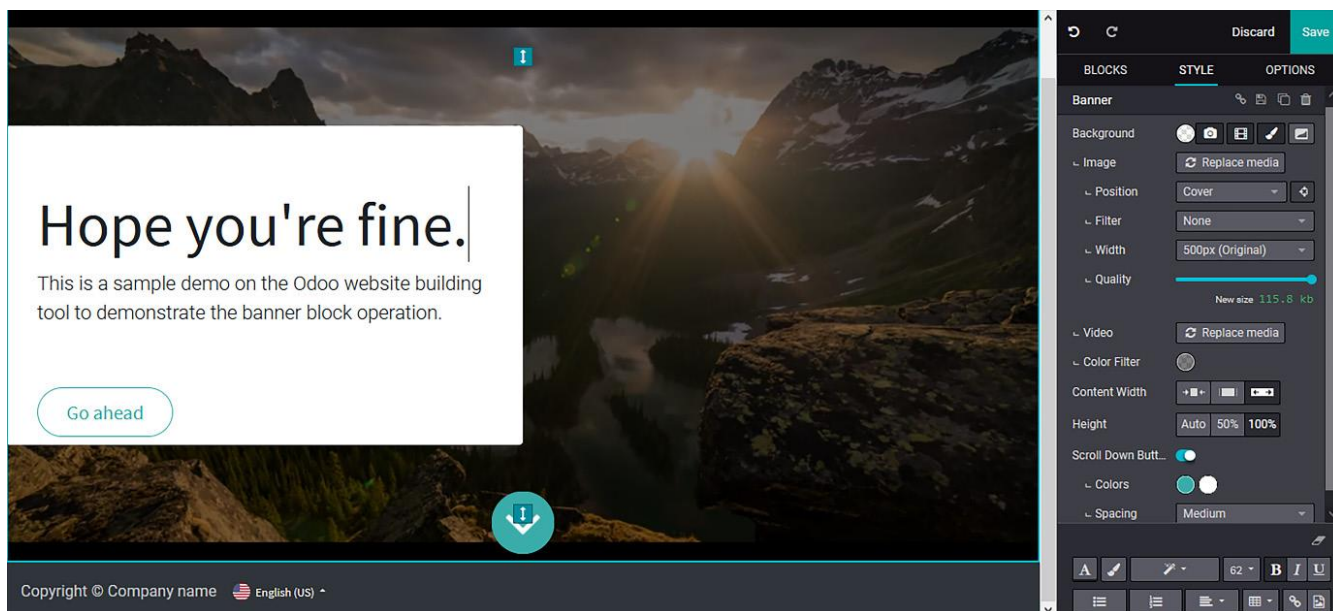 Hope you're fine.
This is a sample demo on the Odoo website building
tool to demonstrate the banner block operation.
Go ahead
Copyright © Company name English (US)
Discard Save
BLOCKS STYLE OPTIONS
Banner
Background
Image Replace media
Position Cover
Filter None
Width 500px (Original)
Quality
New size 115.8 kb
Video Replace media
Color Filter
Content Width
Height Auto 50% 100%
Scroll Down Butt...
Colors
Spacing Medium
A 62 B I U